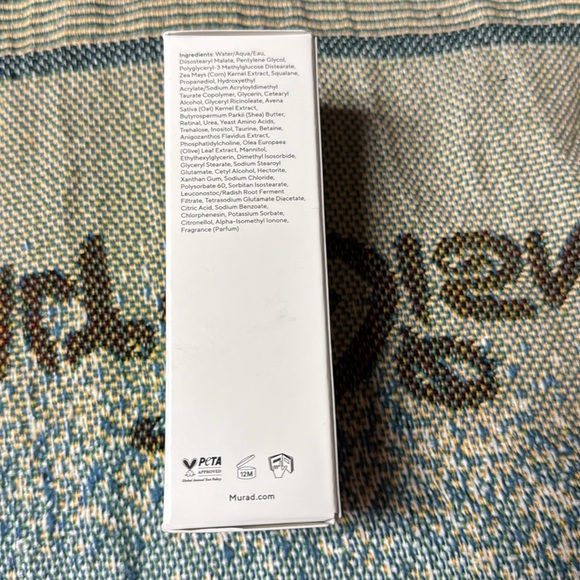 Ingredients: Water/Aqua/Eau,
Diisostearyl Malate, Pentylene Glycol,
Polyglyceryl-3 Methylglucose Distearate,
Zea Mays (Corn) Kernel Extract, Squalane,
Propanediol, Hydroxyethyl
Acrylate/Sodium Acryloyldimethyl
Taurate Copolymer, Glycerin, Cetearyl
Alcohol, Glyceryl Ricinoleate, Avena
Sativa (Oat) Kernel Extract,
Butyrospermum Parkii (Shea) Butter,
Retinal, Urea, Yeast Amino Acids,
Trehalose, Inositol, Taurine, Betaine,
Anigozanthos Flavidus Extract,
Phosphatidylcholine, Olea Europaea
(Olive) Leaf Extract, Mannitol,
Ethylhexylglycerin, Dimethyl Isosorbide,
Glyceryl Stearate, Sodium Stearoyl
Glutamate, Cetyl Alcohol, Hectorite,
Xanthan Gum, Sodium Chloride,
Polysorbate 60, Sorbitan Isostearate,
Leuconostoc/Radish Root Ferment
Filtrate, Tetrasodium Glutamate Diacetate,
Citric Acid, Sodium Benzoate,
Chlorphenesin, Potassium Sorbate,
Citronellol, Alpha-Isomethyl Ionone,
Fragrance (Parfum)
PETA
APPROVED
Global Animal Test Policy
12M
Murad.com